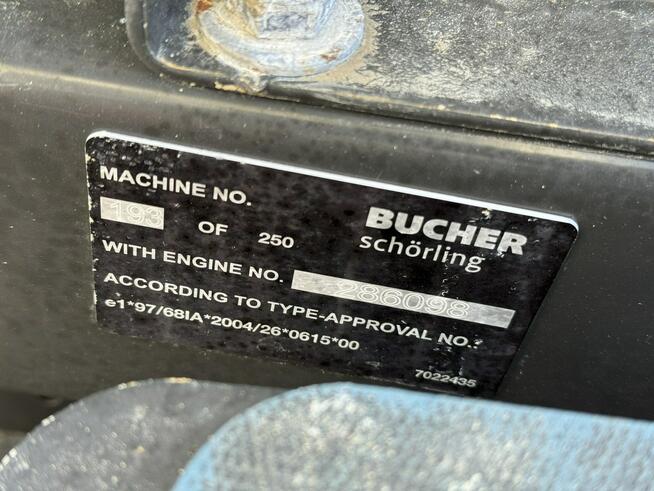 MACHINE NO.
193 OF 250
BUCHER
schörling
WITH ENGINE NO. 286098
ACCORDING TO TYPE-APPROVAL NO.:
e1*97/68IA*2004/26*0615*00
7022435